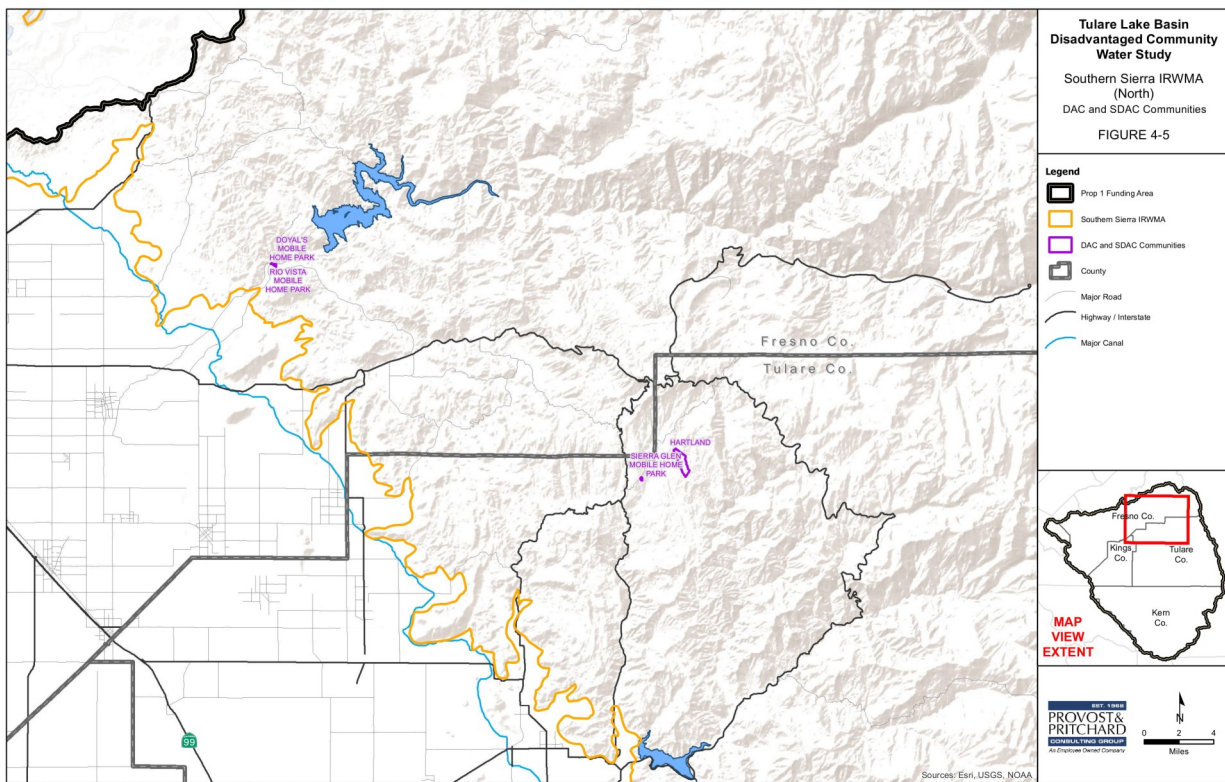 Tulare Lake Basin
Disadvantaged Community
Water Study
Southern Sierra IRWMA
(North)
DAC and SDAC Communities
FIGURE 4-5
Legend
Prop 1 Funding Area
Southern Sierra IRWMA
DAC and SDAC Communities
County
Major Road
Highway / Interstate
Major Canal
DOYAL'S
MOBILE
HOME PARK
RIO VISTA
MOBILE
HOME PARK
Fresno Co.
Tulare Co.
HARTLAND
SIERRA GLEN
MOBILE HOME
PARK
99
Sources: Esri, USGS, NOAA
Fresno Co.
Kings
Co.
Tulare
Co.
Kern
Co.
MAP
VIEW
EXTENT
EST. 1968
PROVOST&
PRITCHARD
CONSULTING GROUP
An Employee Owned Company
N
0 2 4
Miles